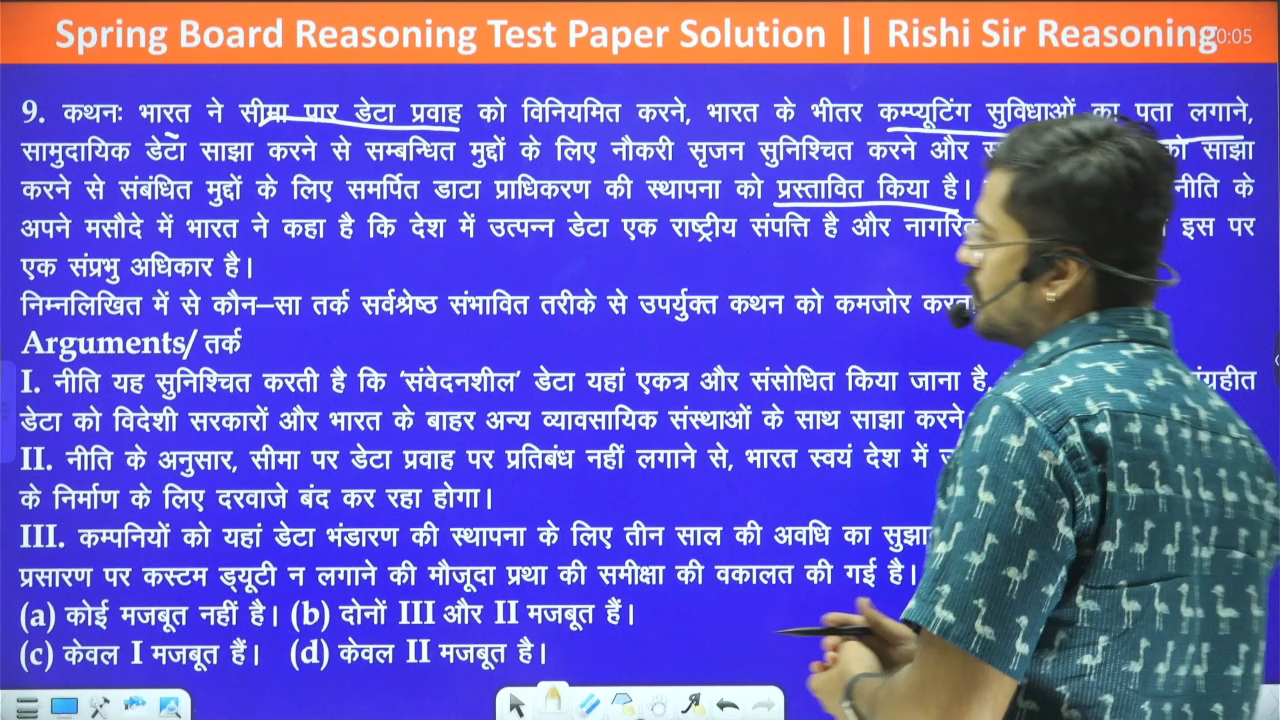 Spring Board Reasoning Test Paper Solution || Rishi Sir Reasoning
0:05
9. कथनः भारत ने सीमा पार डेटा प्रवाह को विनियमित करने, भारत के भीतर कम्प्यूटिंग सुविधाओं का पता लगाने,
सामुदायिक डेटा साझा करने से सम्बन्धित मुद्दों के लिए नौकरी सृजन सुनिश्चित करने और को साझा
करने से संबंधित मुद्दों के लिए समर्पित डाटा प्राधिकरण की स्थापना को प्रस्तावित किया है। नीति के
अपने मसौदे में भारत ने कहा है कि देश में उत्पन्न डेटा एक राष्ट्रीय संपत्ति है और इस पर
एक संप्रभु अधिकार है।
निम्नलिखित में से कौन–सा तर्क सर्वश्रेष्ठ संभावित तरीके से उपर्युक्त कथन को कमजोर
Arguments/ तर्क
I. नीति यह सुनिश्चित करती है कि ‘संवेदनशील’ डेटा यहां एकत्र और संसोधित किया जाना है,
डेटा को विदेशी सरकारों और भारत के बाहर अन्य व्यावसायिक संस्थाओं के साथ साझा करने
II. नीति के अनुसार, सीमा पर डेटा प्रवाह पर प्रतिबंध नहीं लगाने से, भारत स्वयं देश में
के निर्माण के लिए दरवाजे बंद कर रहा होगा।
III. कम्पनियों को यहां डेटा भंडारण की स्थापना के लिए तीन साल की अवधि का
प्रसारण पर कस्टम ड्यूटी न लगाने की मौजूदा प्रथा की समीक्षा की वकालत की गई है।
(a) कोई मजबूत नहीं है। (b) दोनों III और II मजबूत हैं।
(c) केवल I मजबूत हैं। (d) केवल II मजबूत है।